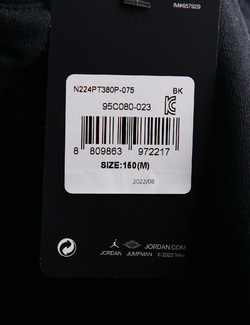 IM#657929
N224PT380P-075 BK
95C080-023
8 809863 972217
SIZE:150(M)
2022/08
JORDAN.COM
JORDAN JUMPMAN © 2022 Nike